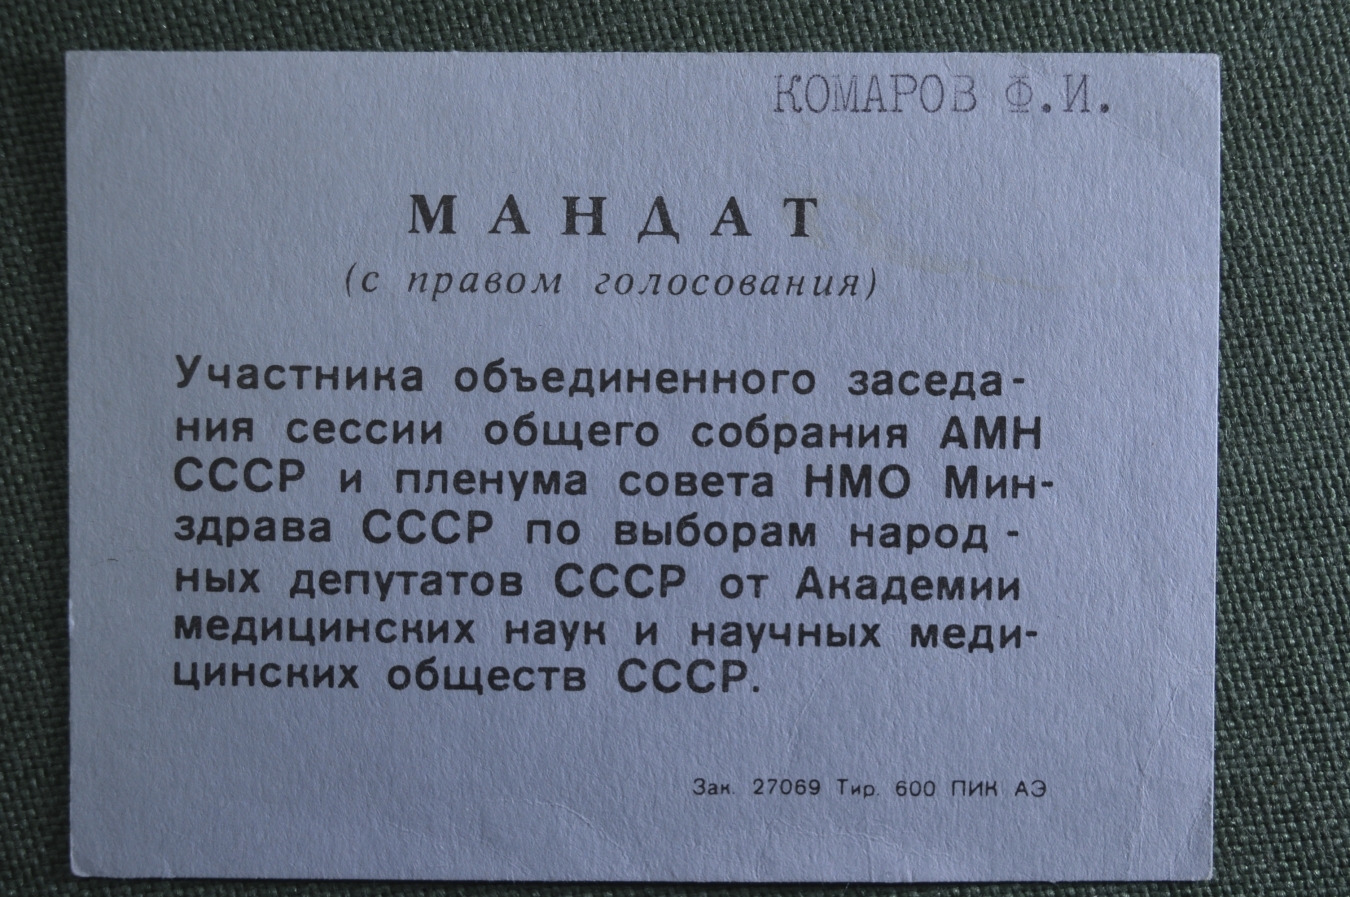 КОМАРОВ Ф.И.
МАНДАТ
(с правом голосования)
Участника объединенного заседа-
ния сессии общего собрания АМН
СССР и пленума совета НМО Мин-
здрава СССР по выборам народ-
ных депутатов СССР от Академии
медицинских наук и научных меди-
цинских обществ СССР.
Зак. 27069 Тир. 600 ПИК АЭ